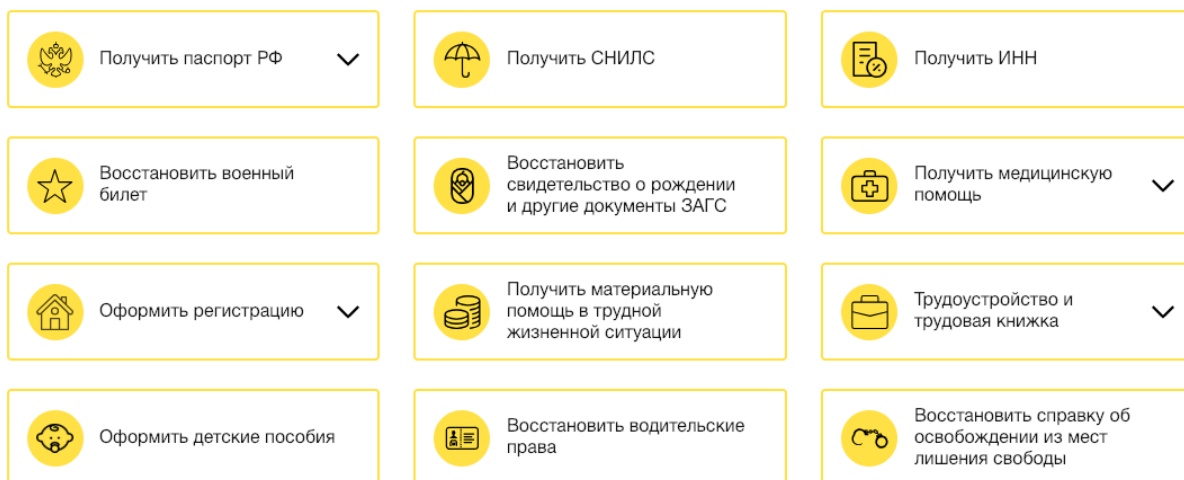 Получить паспорт РФ
Получить СНИЛС
Получить ИНН
Восстановить военный
билет
Восстановить
свидетельство о рождении
и другие документы ЗАГС
Получить медицинскую
помощь
Оформить регистрацию
Получить материальную
помощь в трудной
жизненной ситуации
Трудоустройство и
трудовая книжка
Оформить детские пособия
Восстановить водительские
права
Восстановить справку об
освобождении из мест
лишения свободы